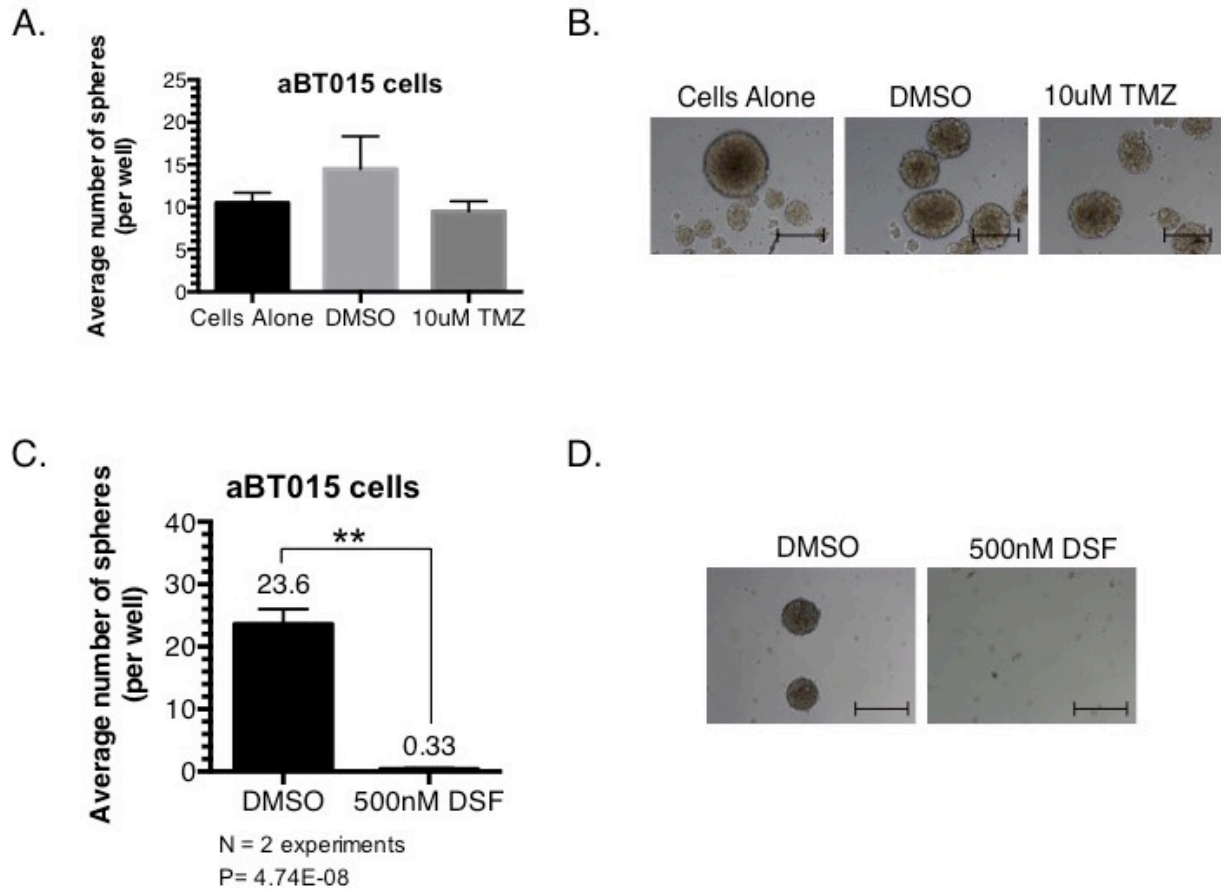 A.
Average number of spheres
(per well)
aBT015 cells
25
20
15
10
5
0
Cells Alone DMSO 10uM TMZ
B.
Cells Alone DMSO 10uM TMZ
C.
Average number of spheres
(per well)
aBT015 cells
40
30
20
10
0
**
23.6
0.33
DMSO 500nM DSF
N = 2 experiments
P= 4.74E-08
D.
DMSO 500nM DSF